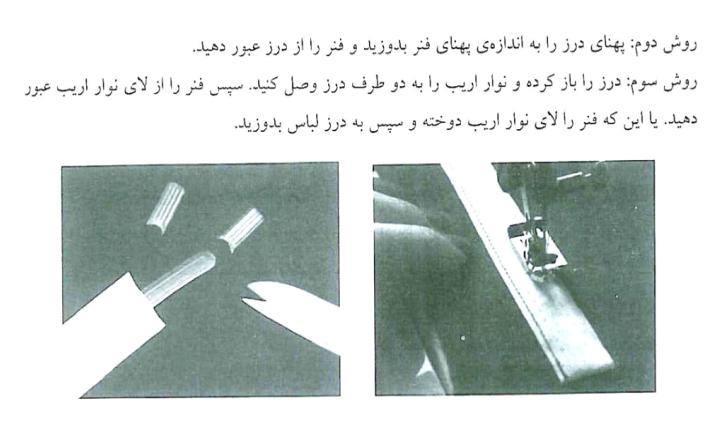 روش دوم: پهنای درز را به اندازه‌ی پهنای فنر بدوزید و فنر را از درز عبور دهید.
روش سوم: درز را باز کرده و نوار اریب را به دو طرف درز وصل کنید. سپس فنر را از لای نوار اریب عبور
دهید. یا این که فنر را لای نوار اریب دوخته و سپس به درز لباس بدوزید.